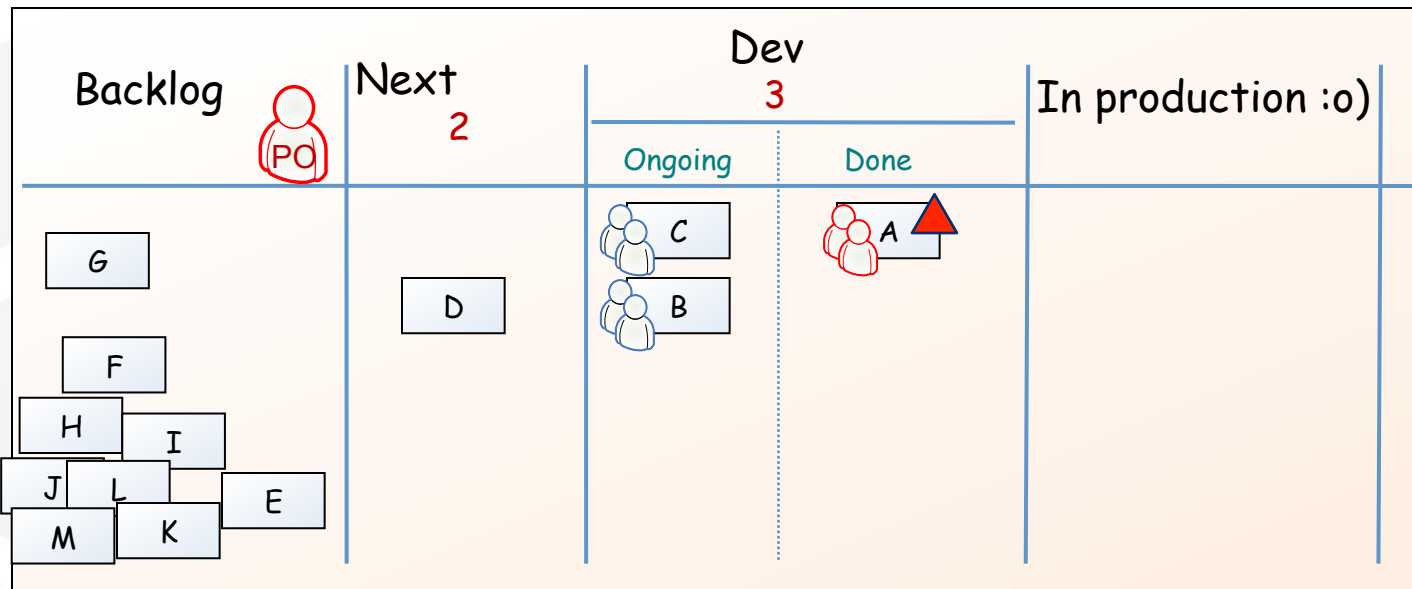 Backlog
PO
Next
2
Dev
3
Ongoing
Done
In production :o)
G
F
H
I
J
L
E
M
K
D
C
B
A